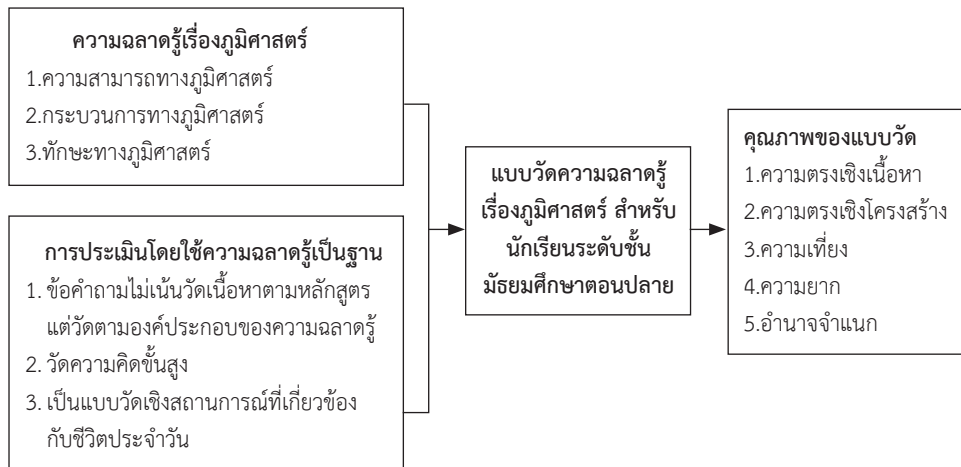 ความฉลาดรู้เรื่องภูมิศาสตร์
1.ความสามารถทางภูมิศาสตร์
2.กระบวนการทางภูมิศาสตร์
3.ทักษะทางภูมิศาสตร์
การประเมินโดยใช้ความฉลาดรู้เป็นฐาน
1. ข้อคำถามไม่เน้นวัดเนื้อหาตามหลักสูตร
แต่วัดตามองค์ประกอบของความฉลาดรู้
2. วัดความคิดขั้นสูง
3. เป็นแบบวัดเชิงสถานการณ์ที่เกี่ยวข้อง
กับชีวิตประจำวัน
แบบวัดความฉลาดรู้
เรื่องภูมิศาสตร์ สำหรับ
นักเรียนระดับชั้น
มัธยมศึกษาตอนปลาย
คุณภาพของแบบวัด
1.ความตรงเชิงเนื้อหา
2.ความตรงเชิงโครงสร้าง
3.ความเที่ยง
4.ความยาก
5.อำนาจจำแนก